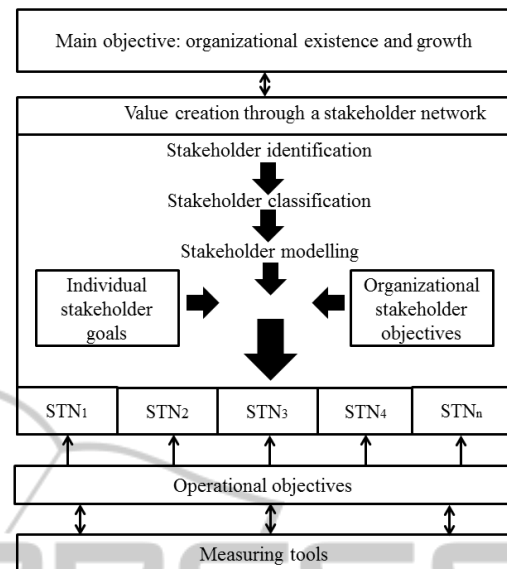 Main objective: organizational existence and growth
Value creation through a stakeholder network
Stakeholder identification
Stakeholder classification
Stakeholder modelling
Individual
stakeholder
goals
Organizational
stakeholder
objectives
STN₁ STN₂ STN₃ STN₄ STNₙ
Operational objectives
Measuring tools